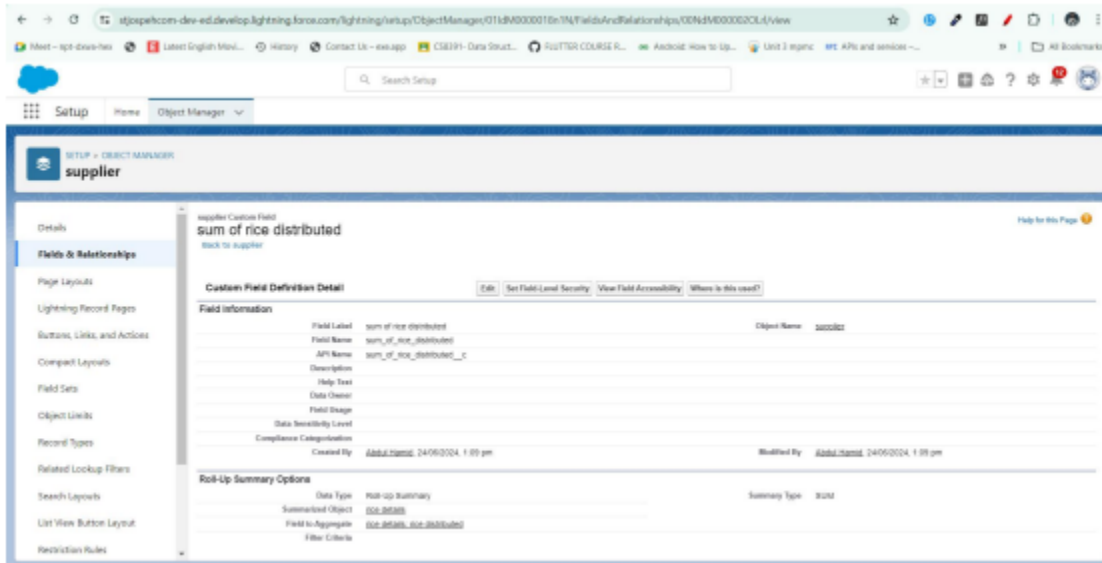 stjospehcom-dev-ed.develop.lightning.force.com/lightning/setup/ObjectManager/
/FieldsAndRelationships/
/view
Latest English Movi...
History
Contact Us – exe.app
CS8391- Data Struct...
FLUTTER COURSE R...
Android: How to Up...
Unit 3 mpmc
APIs and services –...
All Bookmarks
Search Setup
Setup
Home
Object Manager
SETUP > OBJECT MANAGER
supplier
Details
Fields & Relationships
Page Layouts
Lightning Record Pages
Buttons, Links, and Actions
Compact Layouts
Field Sets
Object Limits
Record Types
Related Lookup Filters
Search Layouts
List View Button Layout
Restriction Rules
supplier Custom Field
sum of rice distributed
Back to supplier
Help for this Page
Custom Field Definition Detail
Edit
Set Field-Level Security
View Field Accessibility
Where is this used?
Field Information
Field Label sum of rice distributed
Object Name supplier
Field Name sum_of_rice_distributed
API Name sum_of_rice_distributed__c
Description
Help Text
Data Owner
Field Usage
Data Sensitivity Level
Compliance Categorization
Created By Abdul Hamid, 24/06/2024, 1:09 pm
Modified By Abdul Hamid, 24/06/2024, 1:09 pm
Roll-Up Summary Options
Data Type Roll-Up Summary
Summary Type SUM
Summarized Object rice details
Field to Aggregate rice details: rice distributed
Filter Criteria